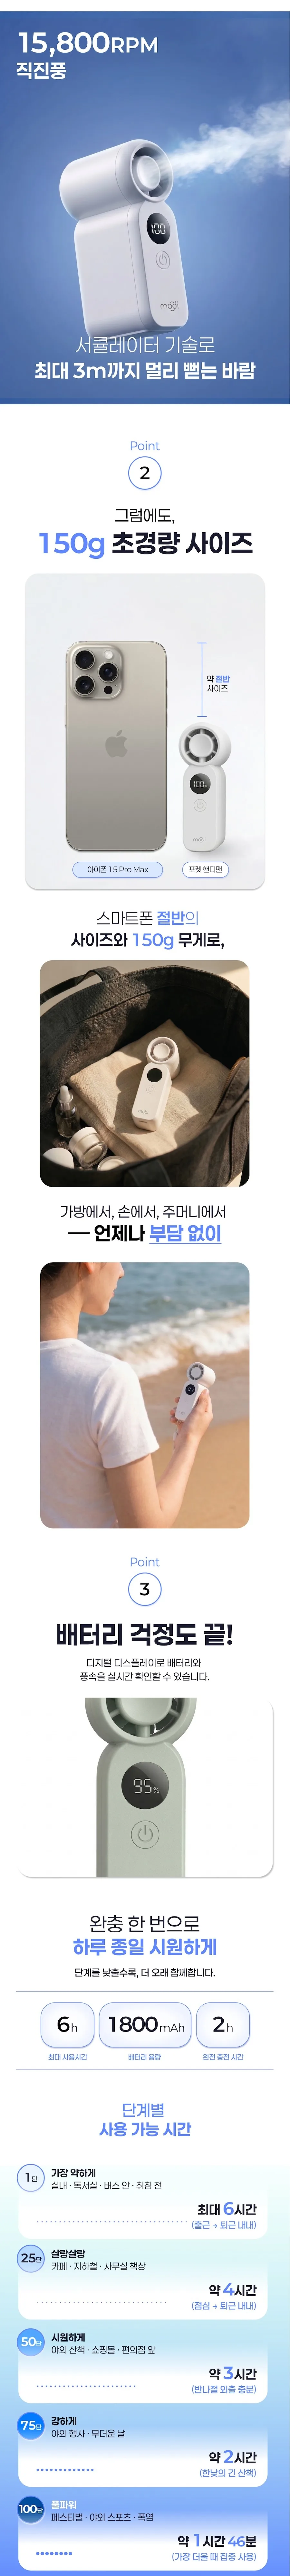 15,800RPM
직진풍
100
modi
서큘레이터 기술로
최대 3m까지 멀리 뻗는 바람
Point
2
그럼에도,
150g 초경량 사이즈
약 절반
사이즈
100
modi
아이폰 15 Pro Max
포켓 핸디팬
스마트폰 절반의
사이즈와 150g 무게로,
가방에서, 손에서, 주머니에서
— 언제나 부담 없이
Point
3
배터리 걱정도 끝!
디지털 디스플레이로 배터리와
풍속을 실시간 확인할 수 있습니다.
95%
완충 한 번으로
하루 종일 시원하게
단계를 낮출수록, 더 오래 함께합니다.
6h
1800mAh
2h
최대 사용시간
배터리 용량
완전 충전 시간
단계별
사용 가능 시간
1단
가장 약하게
실내 · 독서실 · 버스 안 · 취침 전
최대 6시간
(출근 → 퇴근 내내)
25단
살랑살랑
카페 · 지하철 · 사무실 책상
약 4시간
(점심 → 퇴근 내내)
50단
시원하게
야외 산책 · 쇼핑몰 · 편의점 앞
약 3시간
(반나절 외출 충분)
75단
강하게
야외 행사 · 무더운 날
약 2시간
(한낮의 긴 산책)
100단
풀파워
페스티벌 · 야외 스포츠 · 폭염
약 1시간 46분
(가장 더울 때 집중 사용)